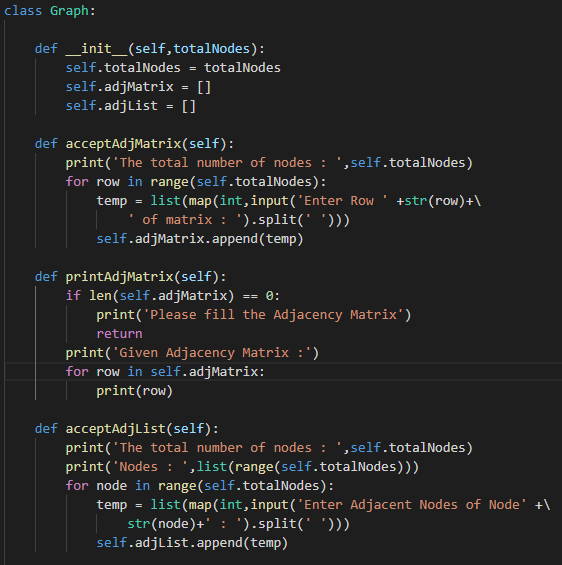 class Graph:
    def __init__(self,totalNodes):
        self.totalNodes = totalNodes
        self.adjMatrix = []
        self.adjList = []
    def acceptAdjMatrix(self):
        print('The total number of nodes : ',self.totalNodes)
        for row in range(self.totalNodes):
            temp = list(map(int,input('Enter Row ' +str(row)+\
                ' of matrix : ').split(' ')))
            self.adjMatrix.append(temp)
    def printAdjMatrix(self):
        if len(self.adjMatrix) == 0:
            print('Please fill the Adjacency Matrix')
            return
        print('Given Adjacency Matrix :')
        for row in self.adjMatrix:
            print(row)
    def acceptAdjList(self):
        print('The total number of nodes : ',self.totalNodes)
        print('Nodes : ',list(range(self.totalNodes)))
        for node in range(self.totalNodes):
            temp = list(map(int,input('Enter Adjacent Nodes of Node' +\
                str(node)+' : ').split(' ')))
            self.adjList.append(temp)